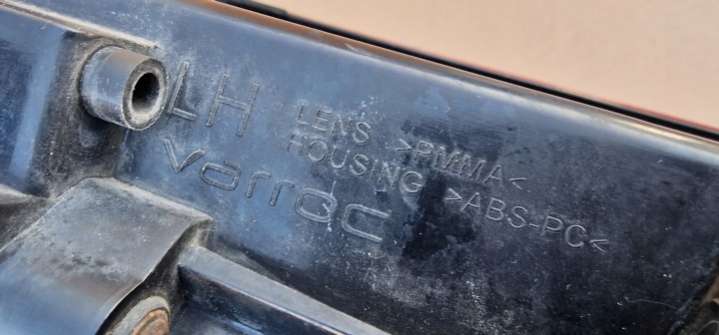 LH
LENS >PMMA<
HOUSING >ABS-PC<
varroc